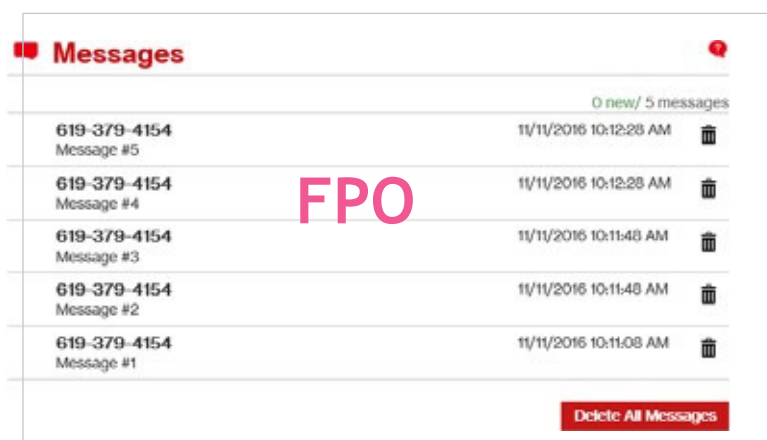 Messages
?
0 new/ 5 messages
619-379-4154 11/11/2016 10:12:28 AM
Message #5
619-379-4154 11/11/2016 10:12:28 AM
Message #4
FPO
619-379-4154 11/11/2016 10:11:48 AM
Message #3
619-379-4154 11/11/2016 10:11:48 AM
Message #2
619-379-4154 11/11/2016 10:11:08 AM
Message #1
Delete All Messages